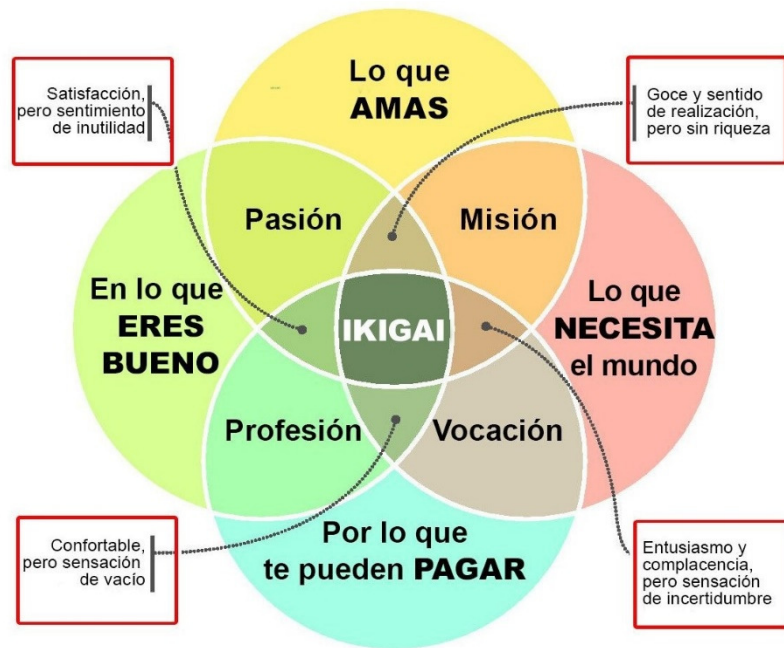 Lo que
AMAS
Satisfacción,
pero sentimiento
de inutilidad
Goce y sentido
de realización,
pero sin riqueza
Pasión
Misión
En lo que
ERES
BUENO
IKIGAI
Lo que
NECESITA
el mundo
Profesión
Vocación
Por lo que
te pueden PAGAR
Confortable,
pero sensación
de vacío
Entusiasmo y
complacencia,
pero sensación
de incertidumbre